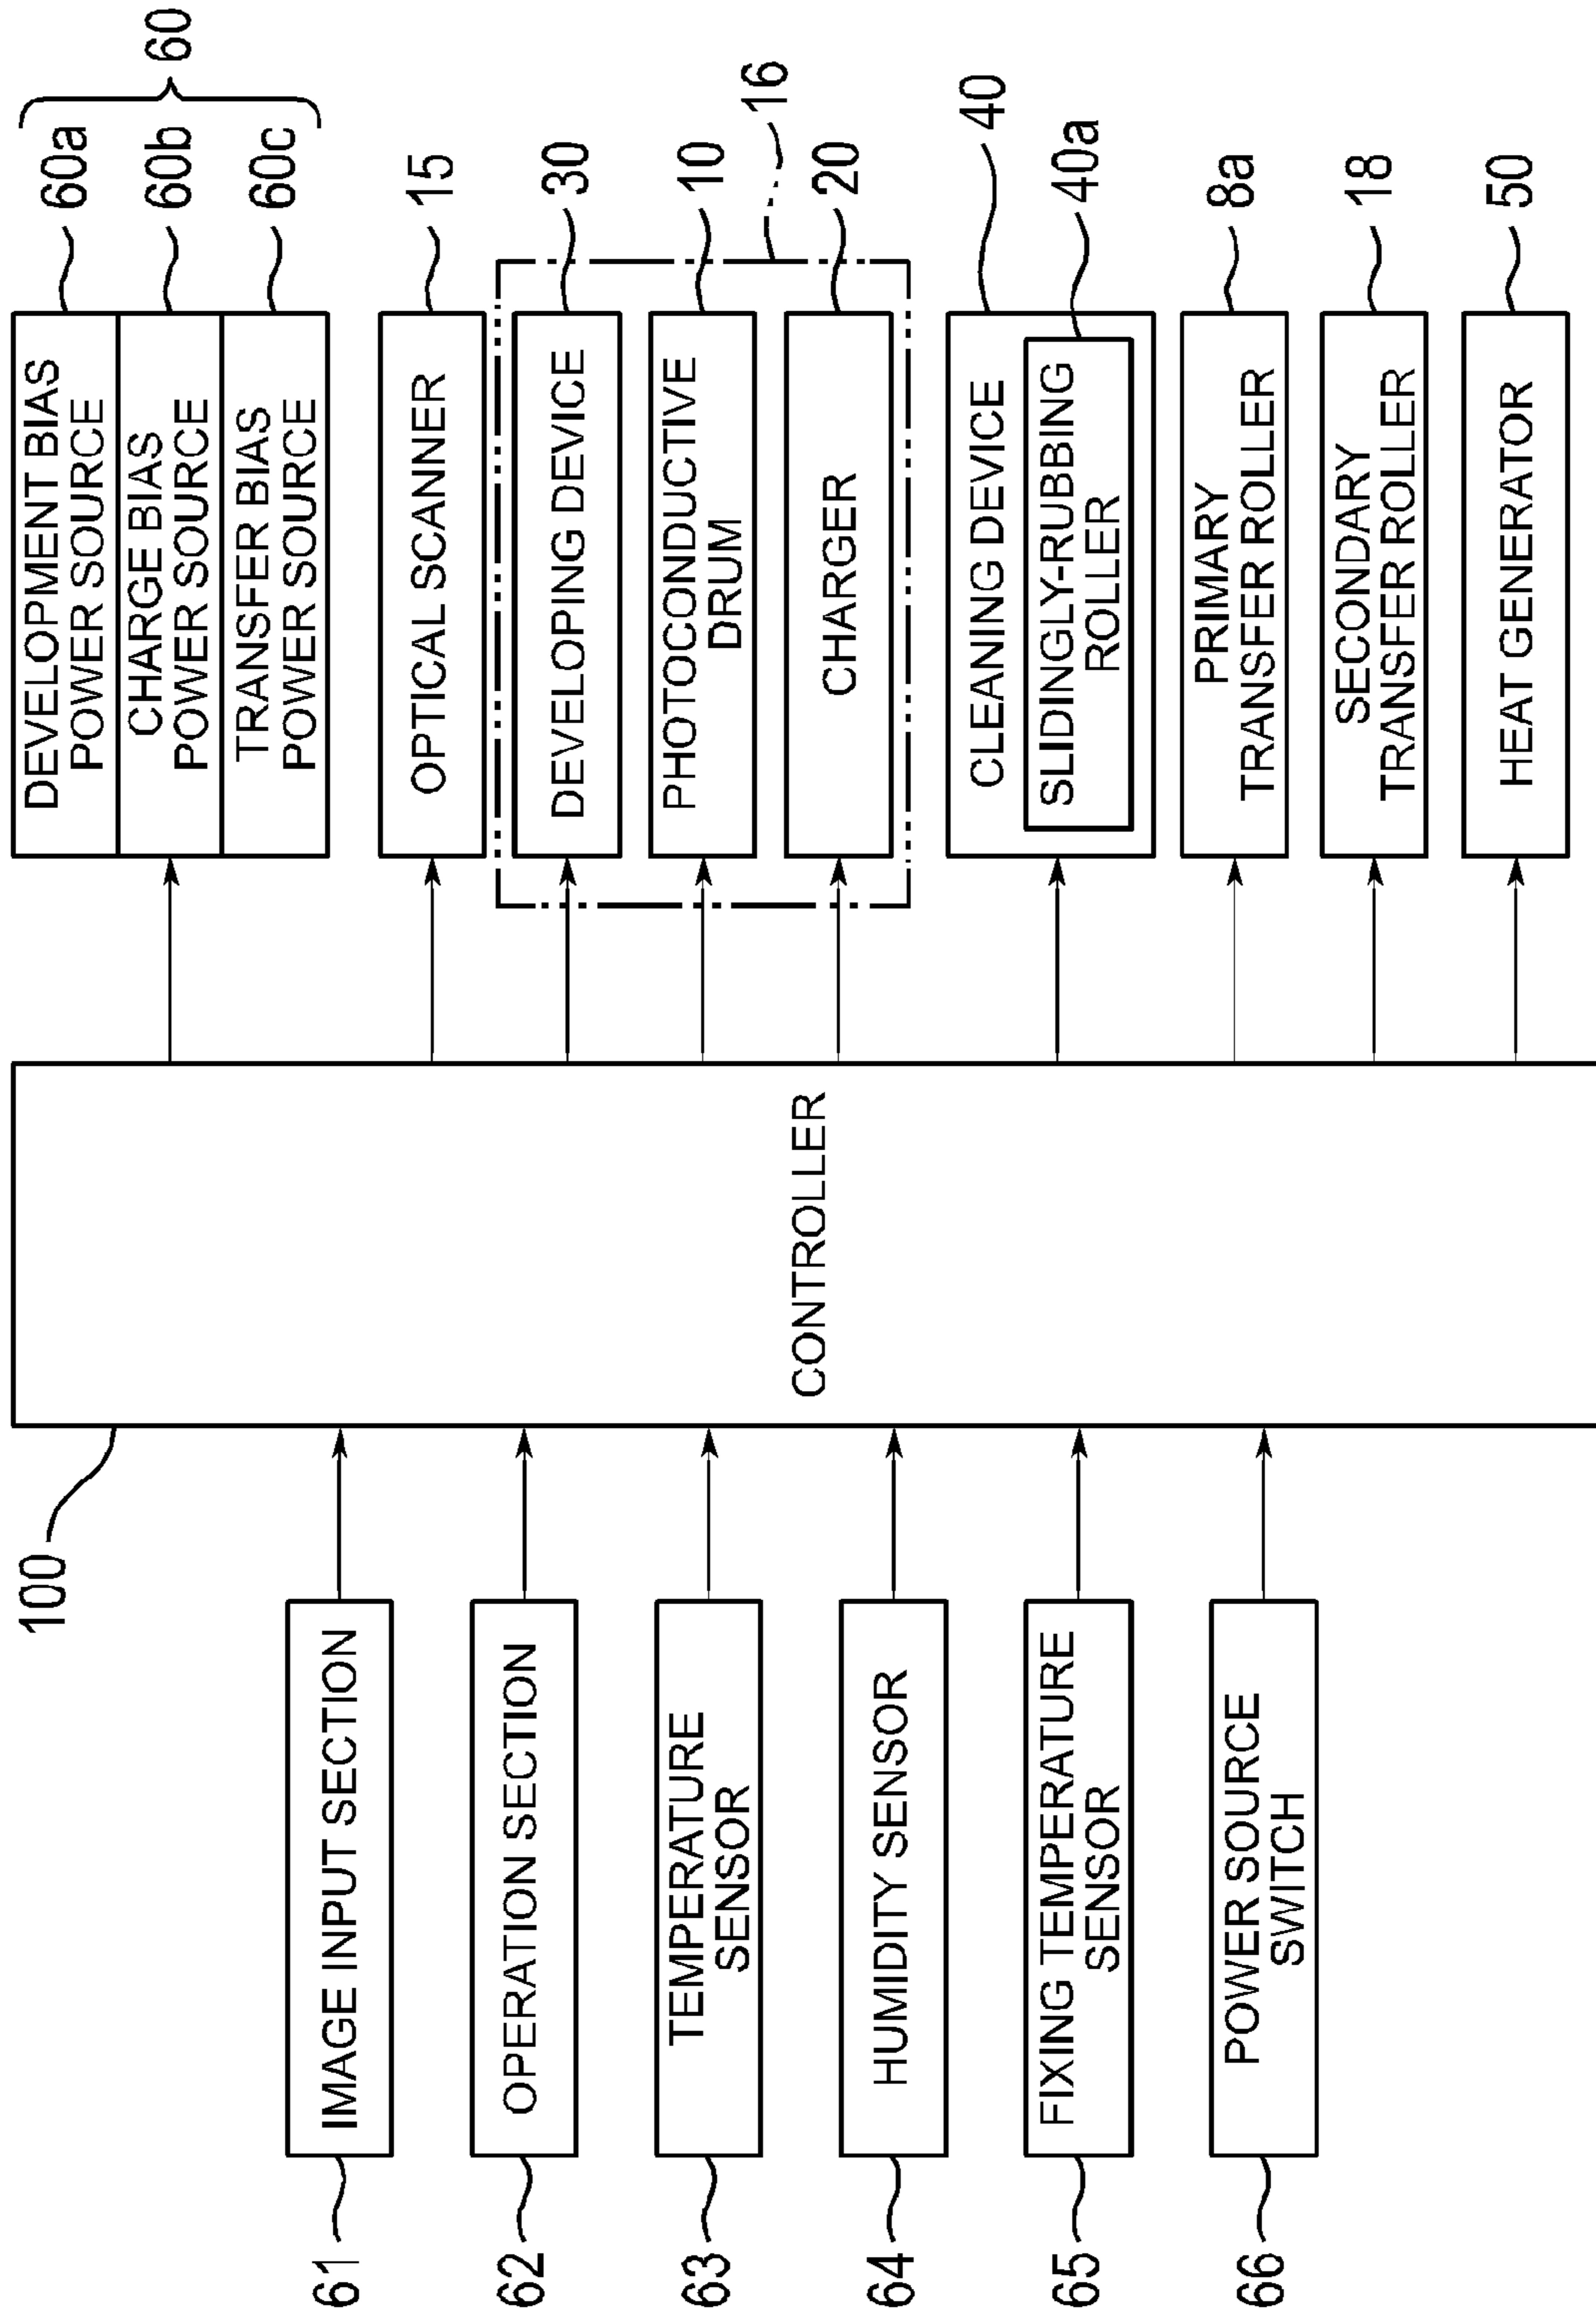 100
CONTROLLER
61
IMAGE INPUT SECTION
62
OPERATION SECTION
63
TEMPERATURE
SENSOR
64
HUMIDITY SENSOR
65
FIXING TEMPERATURE
SENSOR
66
POWER SOURCE
SWITCH
DEVELOPMENT BIAS
POWER SOURCE
60a
CHARGE BIAS
POWER SOURCE
60b
TRANSFER BIAS
POWER SOURCE
60c
60
OPTICAL SCANNER
15
DEVELOPING DEVICE
30
PHOTOCONDUCTIVE
DRUM
10
CHARGER
20
16
CLEANING DEVICE
40
SLIDINGLY-RUBBING
ROLLER
40a
PRIMARY
TRANSFER ROLLER
8a
SECONDARY
TRANSFER ROLLER
18
HEAT GENERATOR
50